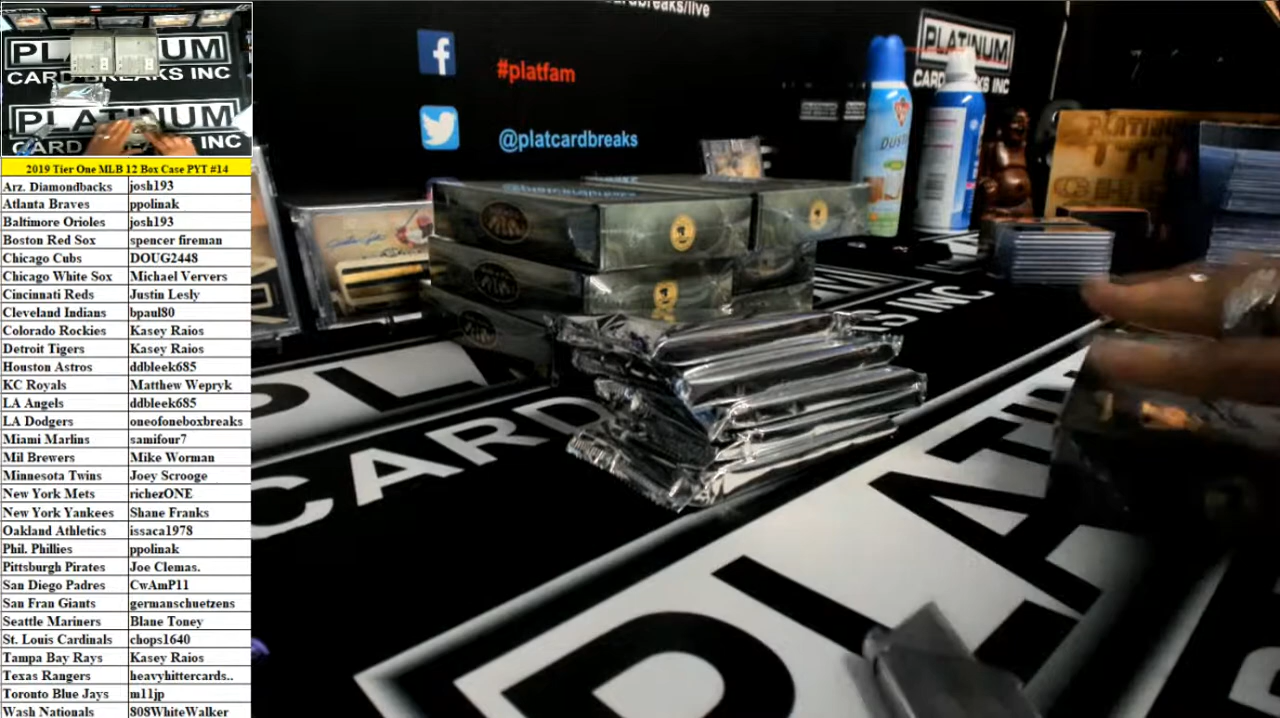 PLATINUM
CARD BREAKS INC
PLATINUM
2019 Tier One MLB 12 Box Case PYT #14
Arz. Diamondbacks josh193
Atlanta Braves ppolinak
Baltimore Orioles josh193
Boston Red Sox spencer fireman
Chicago Cubs DOUG2448
Chicago White Sox Michael Ververs
Cincinnati Reds Justin Lesly
Cleveland Indians bpaul80
Colorado Rockies Kasey Raios
Detroit Tigers Kasey Raios
Houston Astros ddbleek685
KC Royals Matthew Wepryk
LA Angels ddbleek685
LA Dodgers oneofoneboxbreaks
Miami Marlins samifour7
Mil Brewers Mike Worman
Minnesota Twins Joey Scrooge
New York Mets richezONE
New York Yankees Shane Franks
Oakland Athletics issaca1978
Phil. Phillies ppolinak
Pittsburgh Pirates Joe Clemas.
San Diego Padres CwAmP11
San Fran Giants germanschuetzens
Seattle Mariners Blane Toney
St. Louis Cardinals chops1640
Tampa Bay Rays Kasey Raios
Texas Rangers heavyhittercards..
Toronto Blue Jays m11jp
Wash Nationals 808WhiteWalker
#platfam
@platcardbreaks
PLATINUM
CARD
KS INC
CARD